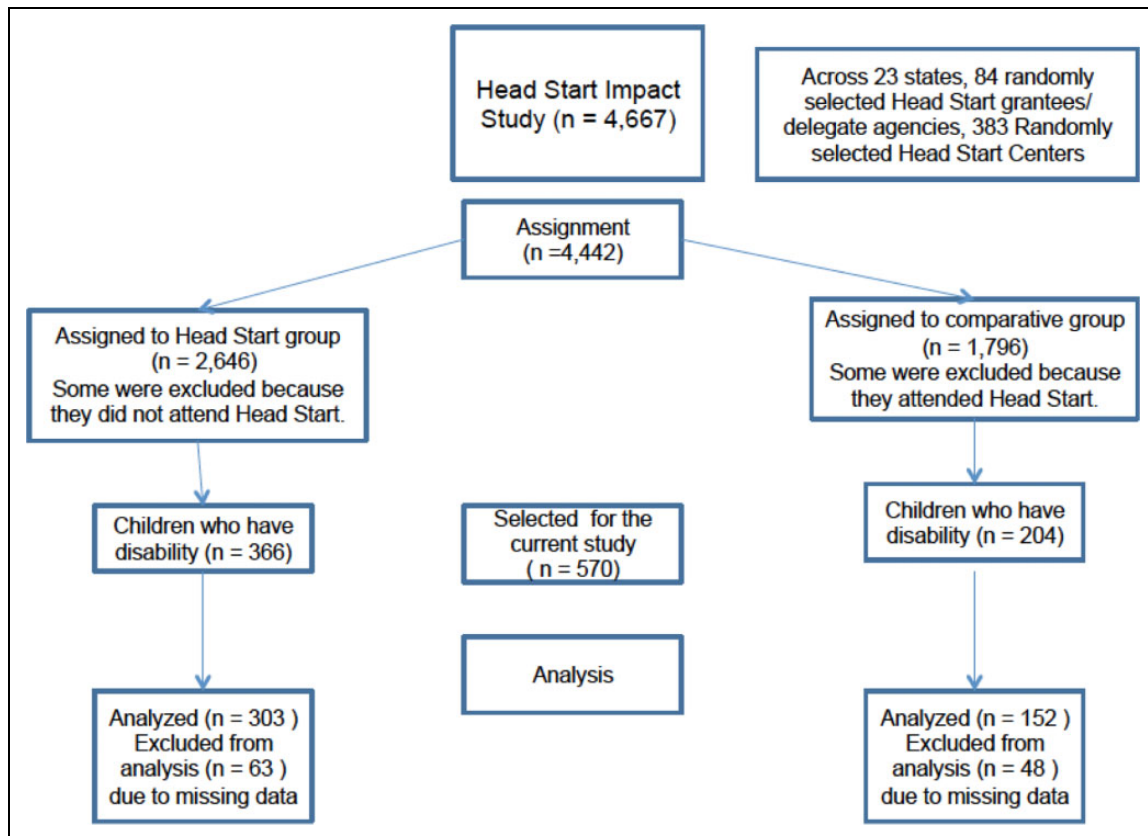 Head Start Impact
Study (n = 4,667)
Across 23 states, 84 randomly
selected Head Start grantees/
delegate agencies, 383 Randomly
selected Head Start Centers
Assignment
(n =4,442)
Assigned to Head Start group
(n = 2,646)
Some were excluded because
they did not attend Head Start.
Assigned to comparative group
(n = 1,796)
Some were excluded because
they attended Head Start.
Children who have
disability (n = 366)
Selected for the
current study
( n = 570)
Children who have
disability (n = 204)
Analysis
Analyzed (n = 303 )
Excluded from
analysis (n = 63 )
due to missing data
Analyzed (n = 152 )
Excluded from
analysis (n = 48 )
due to missing data